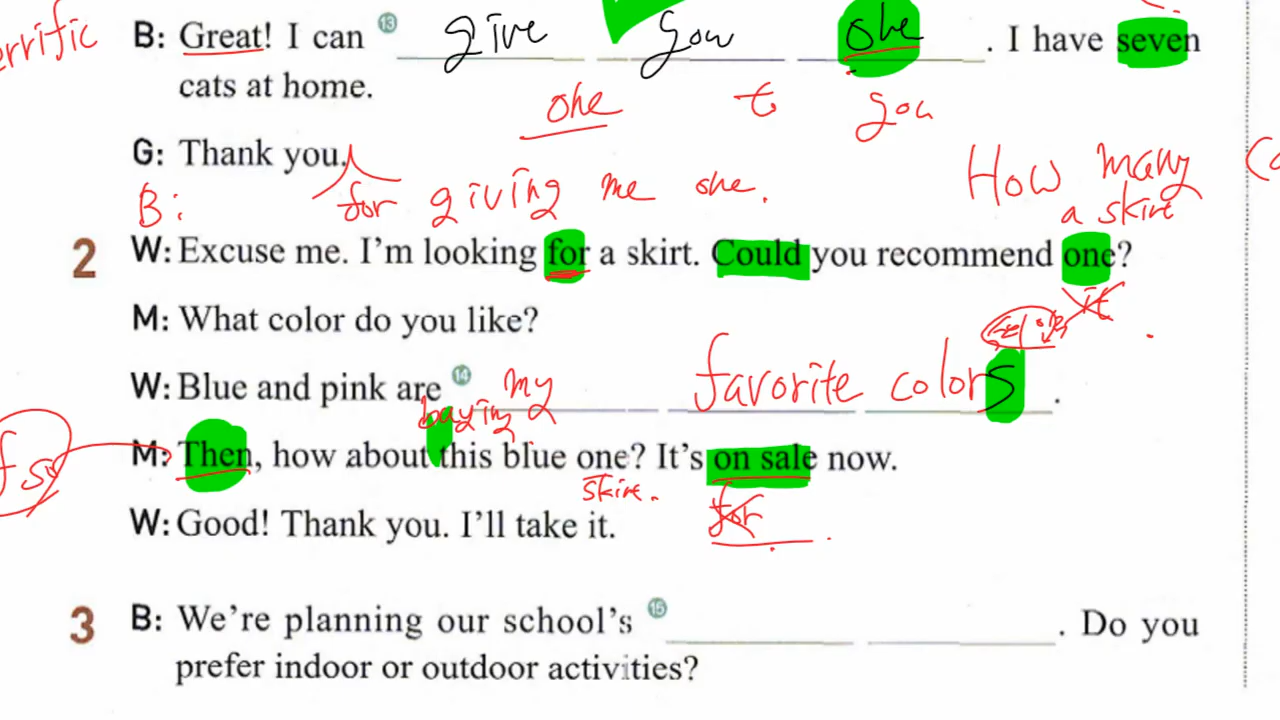 errific B: Great! I can ⑬ give you one . I have seven
cats at home.
one to you
G: Thank you.
B: for giving me one.
How many
a skirt
2 W: Excuse me. I'm looking for a skirt. Could you recommend one?
it
M: What color do you like?
W: Blue and pink are ⑭ my favorite colors .
buying
M: Then, how about this blue one? It's on sale now.
skirt.
for
W: Good! Thank you. I'll take it.
3 B: We're planning our school's ⑮ . Do you
prefer indoor or outdoor activities?